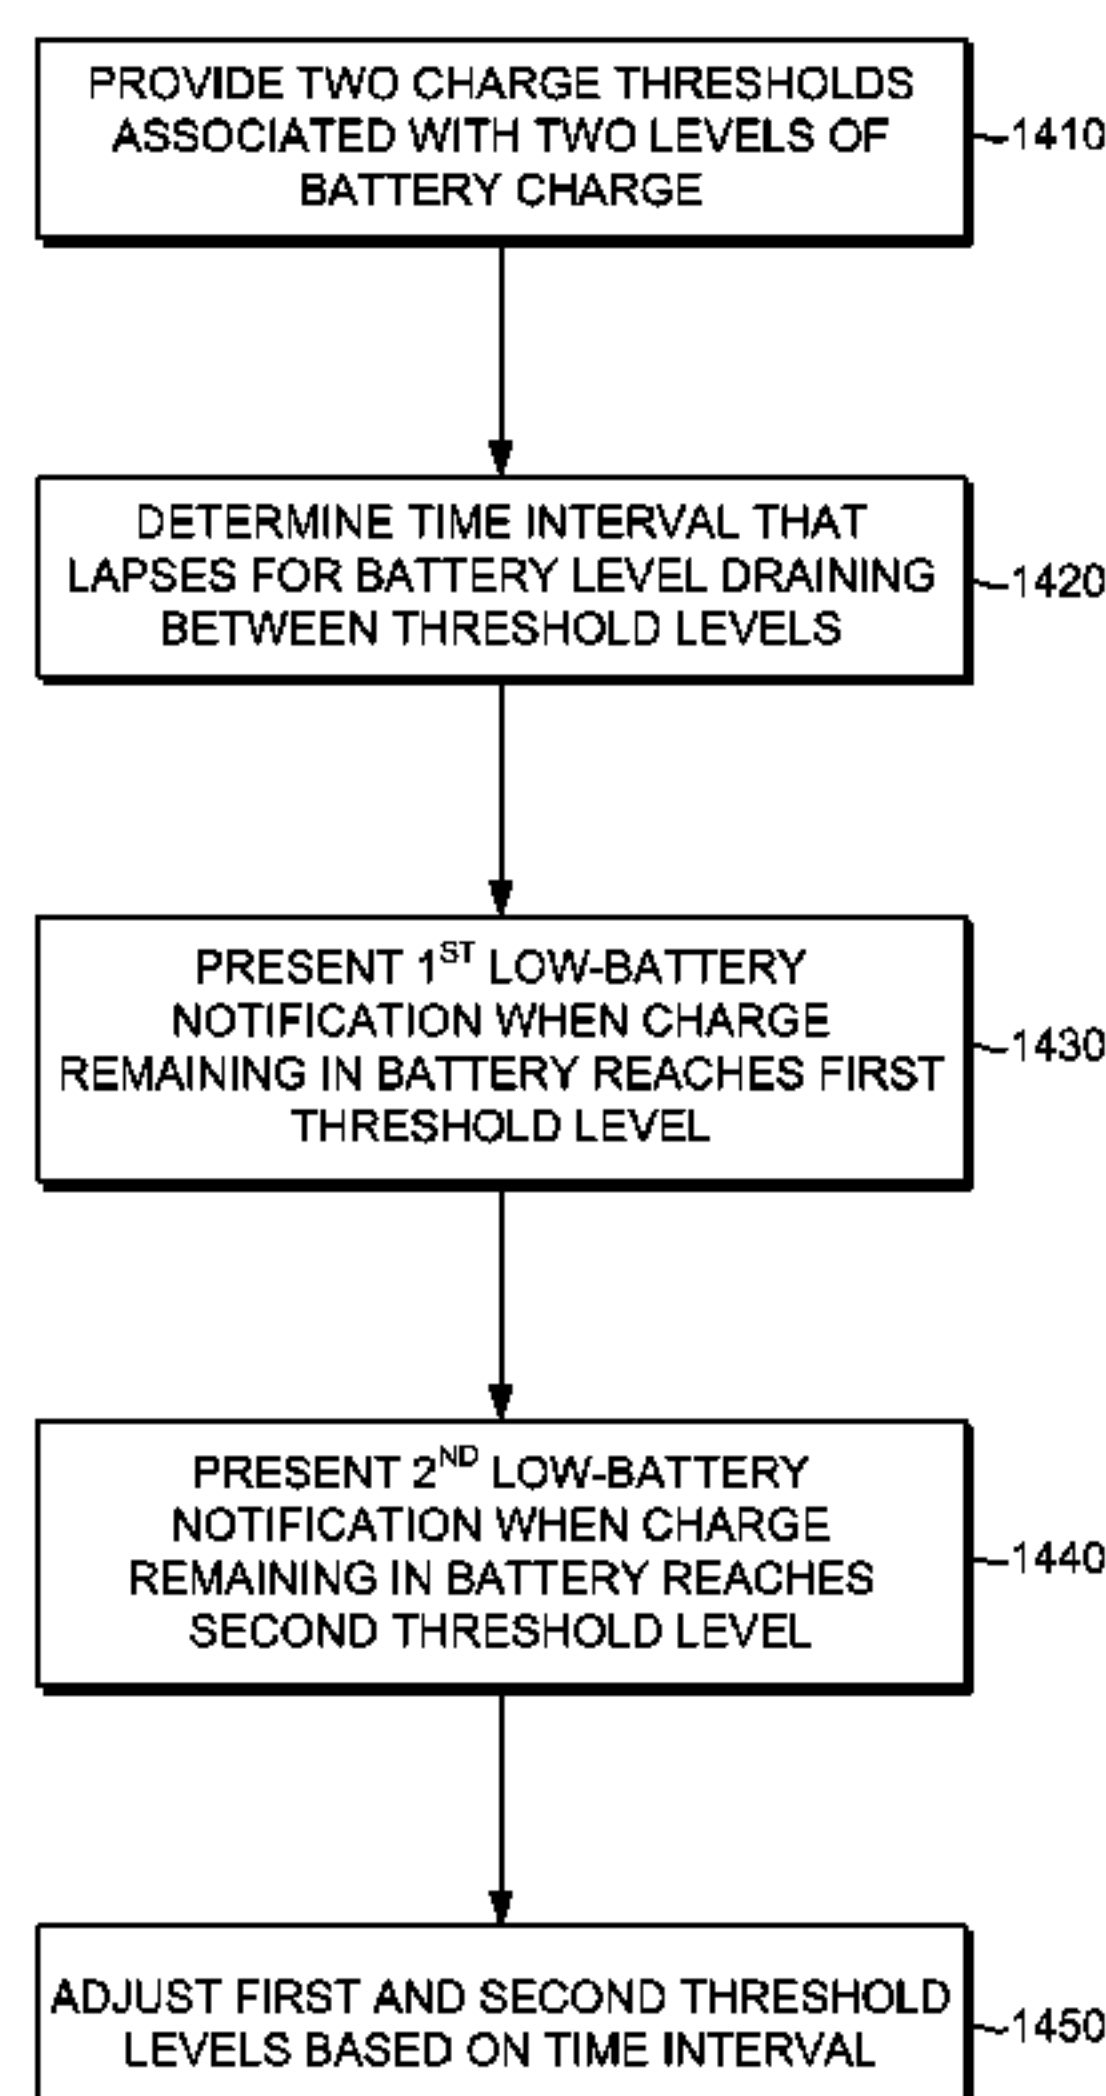 PROVIDE TWO CHARGE THRESHOLDS
ASSOCIATED WITH TWO LEVELS OF
BATTERY CHARGE
1410
DETERMINE TIME INTERVAL THAT
LAPSES FOR BATTERY LEVEL DRAINING
BETWEEN THRESHOLD LEVELS
1420
PRESENT 1ST LOW-BATTERY
NOTIFICATION WHEN CHARGE
REMAINING IN BATTERY REACHES FIRST
THRESHOLD LEVEL
1430
PRESENT 2ND LOW-BATTERY
NOTIFICATION WHEN CHARGE
REMAINING IN BATTERY REACHES
SECOND THRESHOLD LEVEL
1440
ADJUST FIRST AND SECOND THRESHOLD
LEVELS BASED ON TIME INTERVAL
1450